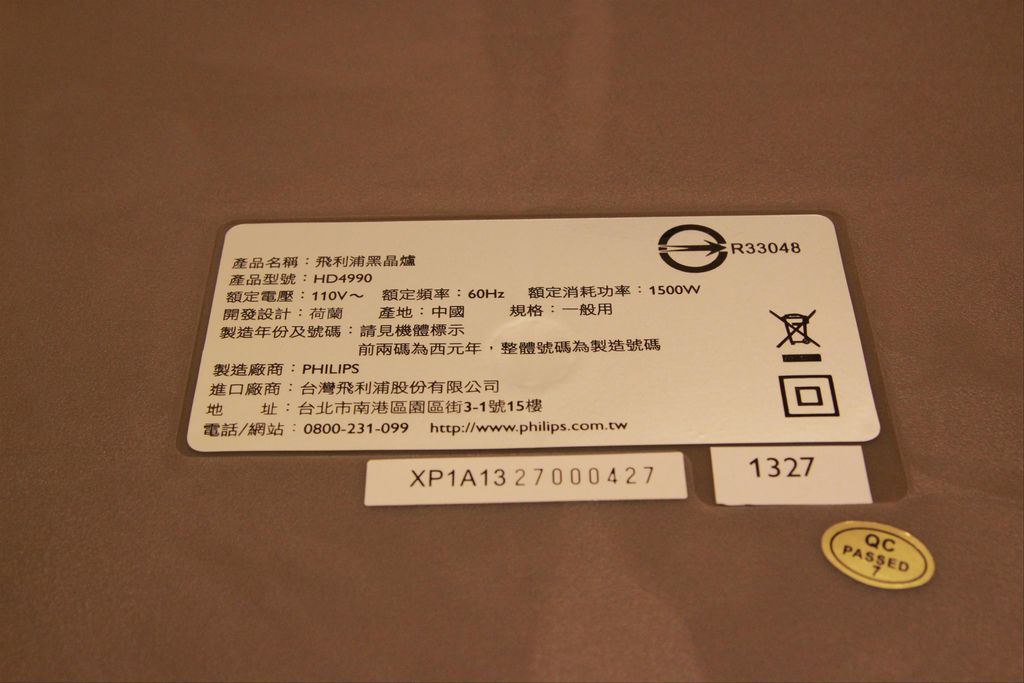 R33048
產品名稱：飛利浦黑晶爐
產品型號：HD4990
額定電壓：110V～ 額定頻率：60Hz 額定消耗功率：1500W
開發設計：荷蘭 產地：中國 規格：一般用
製造年份及號碼：請見機體標示
前兩碼為西元年，整體號碼為製造號碼
製造廠商：PHILIPS
進口廠商：台灣飛利浦股份有限公司
地 址：台北市南港區園區街3-1號15樓
電話/網站：0800-231-099 http://www.philips.com.tw
XP1A1327000427
1327
QC
PASSED
7